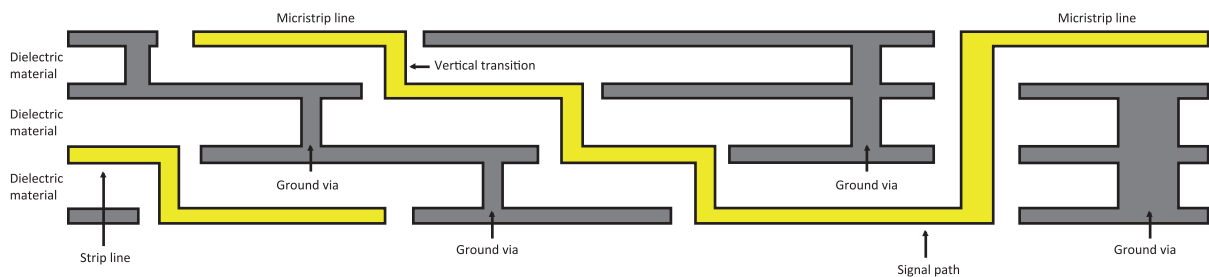 Micristrip line
Micristrip line
Dielectric
material
Vertical transition
Dielectric
material
Dielectric
material
Ground via
Ground via
Strip line
Ground via
Signal path
Ground via